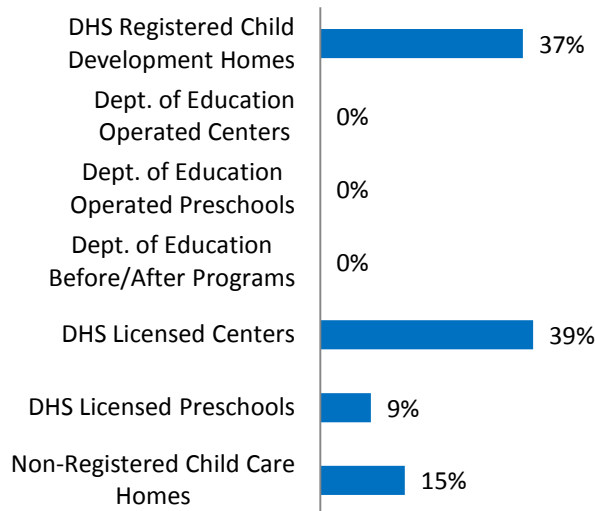 DHS Registered Child
Development Homes
37%
Dept. of Education
Operated Centers
0%
Dept. of Education
Operated Preschools
0%
Dept. of Education
Before/After Programs
0%
DHS Licensed Centers
39%
DHS Licensed Preschools
9%
Non-Registered Child Care
Homes
15%